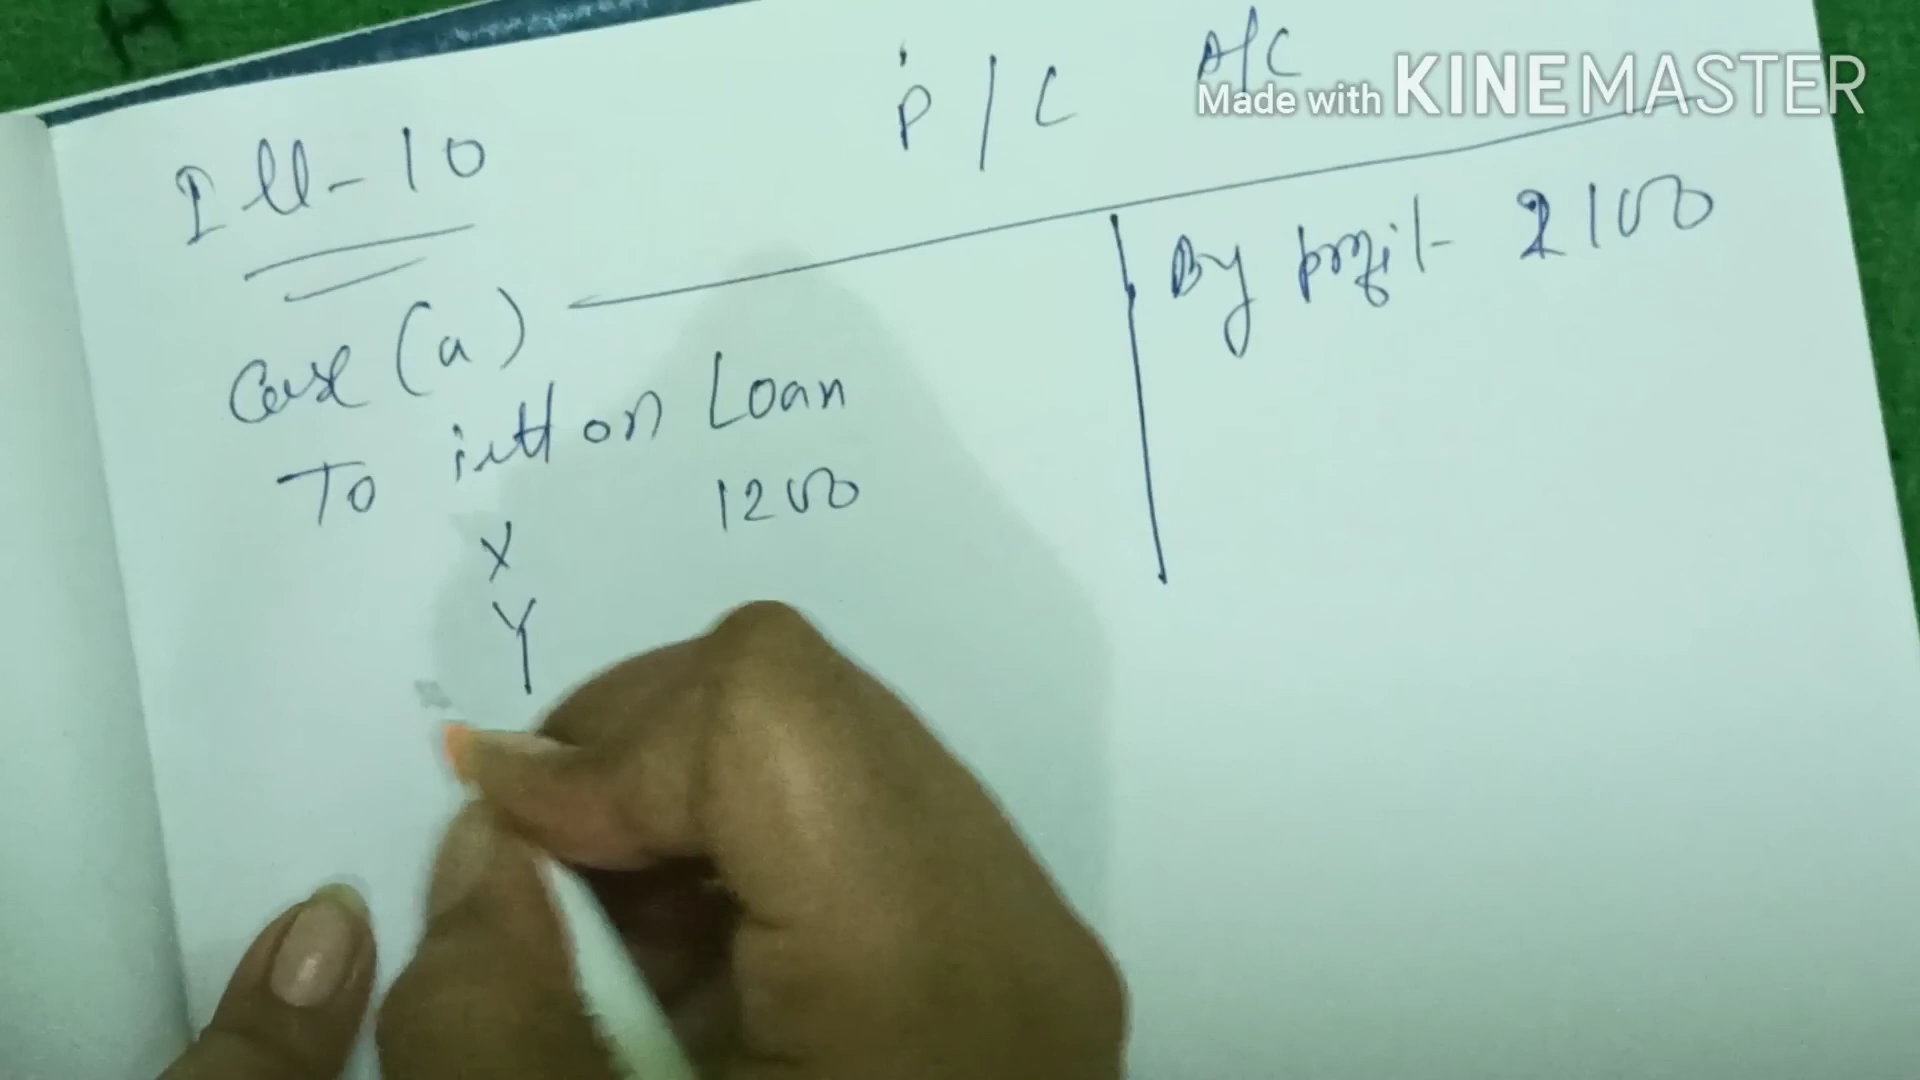 P/C A/C
Made with KINEMASTER
Ill-10
By profit - 2100
Case (a)
To intt on Loan
X 1200
Y